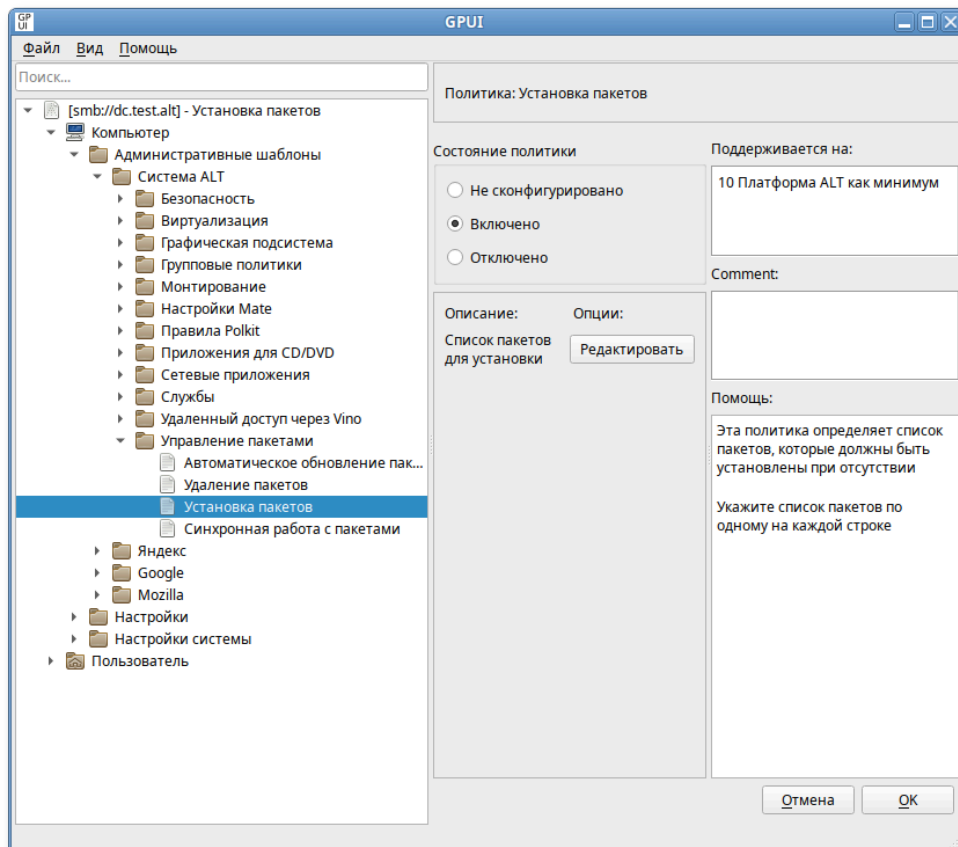 GP
UI
GPUI
Файл Вид Помощь
Поиск...
[smb://dc.test.alt] - Установка пакетов
Компьютер
Административные шаблоны
Система ALT
Безопасность
Виртуализация
Графическая подсистема
Групповые политики
Монтирование
Настройки Mate
Правила Polkit
Приложения для CD/DVD
Сетевые приложения
Службы
Удаленный доступ через Vino
Управление пакетами
Автоматическое обновление пак...
Удаление пакетов
Установка пакетов
Синхронная работа с пакетами
Яндекс
Google
Mozilla
Настройки
Настройки системы
Пользователь
Политика: Установка пакетов
Состояние политики
Не сконфигурировано
Включено
Отключено
Описание: Опции:
Список пакетов
для установки
Редактировать
Поддерживается на:
10 Платформа ALT как минимум
Comment:
Помощь:
Эта политика определяет список
пакетов, которые должны быть
установлены при отсутствии
Укажите список пакетов по
одному на каждой строке
Отмена OK